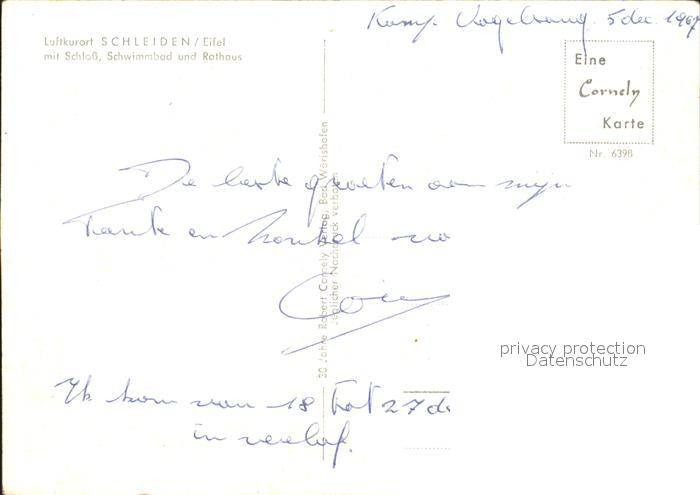 Kamp. Vogelsang. 5 dec. 1967
Luftkurort SCHLEIDEN / Eifel
mit Schloß, Schwimmbad und Rathaus
Eine
Cornely
Karte
Nr. 6398
30 Jahre Robert Cornely Verlag, Bad Wörishofen
Jeglicher Nachdruck verboten
De beste groeten aan mijn
tante en nonkel
privacy protection
Datenschutz
Ik kom van 18 tot 27 de
in verlof.